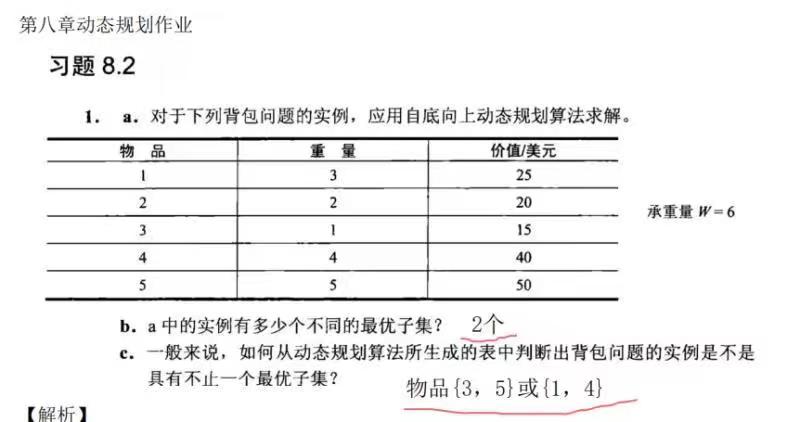 第八章动态规划作业
习题 8.2
1. a. 对于下列背包问题的实例，应用自底向上动态规划算法求解。
物 品 重 量 价值/美元
1 3 25
2 2 20
3 1 15
4 4 40
5 5 50
承重量 W = 6
b. a 中的实例有多少个不同的最优子集？ 2个
c. 一般来说，如何从动态规划算法所生成的表中判断出背包问题的实例是不是
具有不止一个最优子集？ 物品{3, 5}或{1, 4}
【解析】